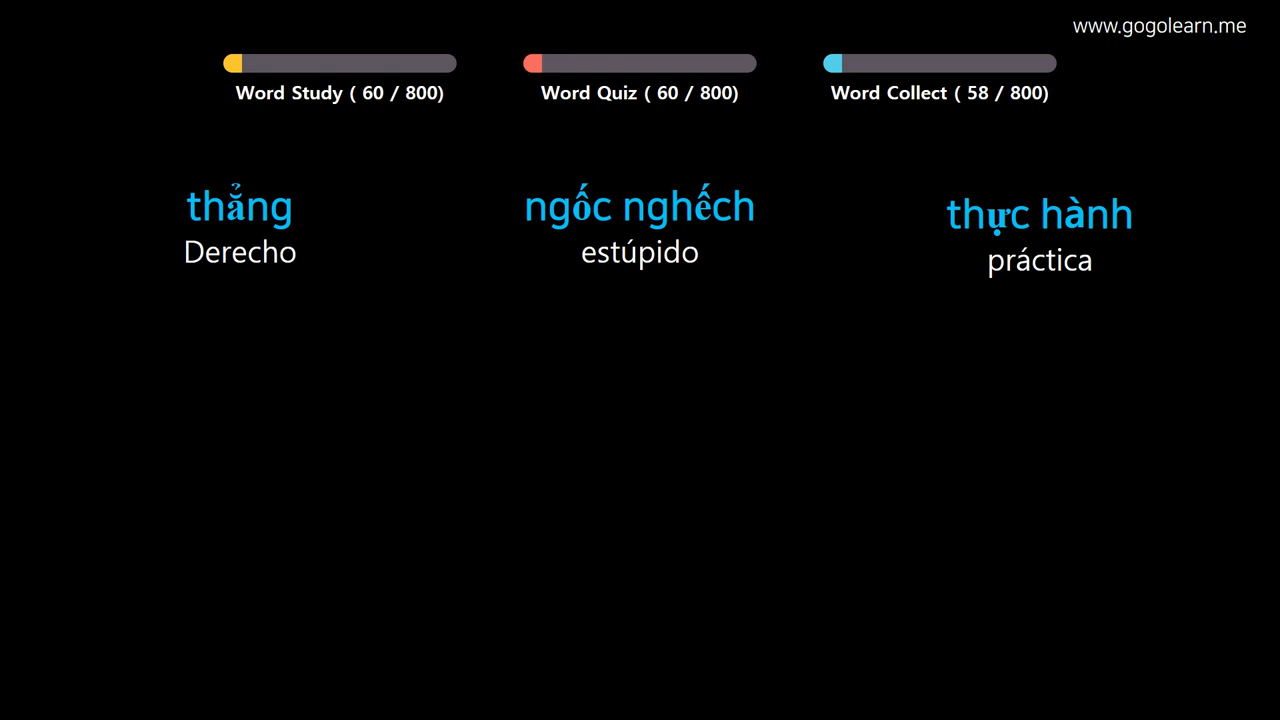 www.gogolearn.me
Word Study ( 60 / 800)
Word Quiz ( 60 / 800)
Word Collect ( 58 / 800)
thẳng
Derecho
ngốc nghếch
estúpido
thực hành
práctica